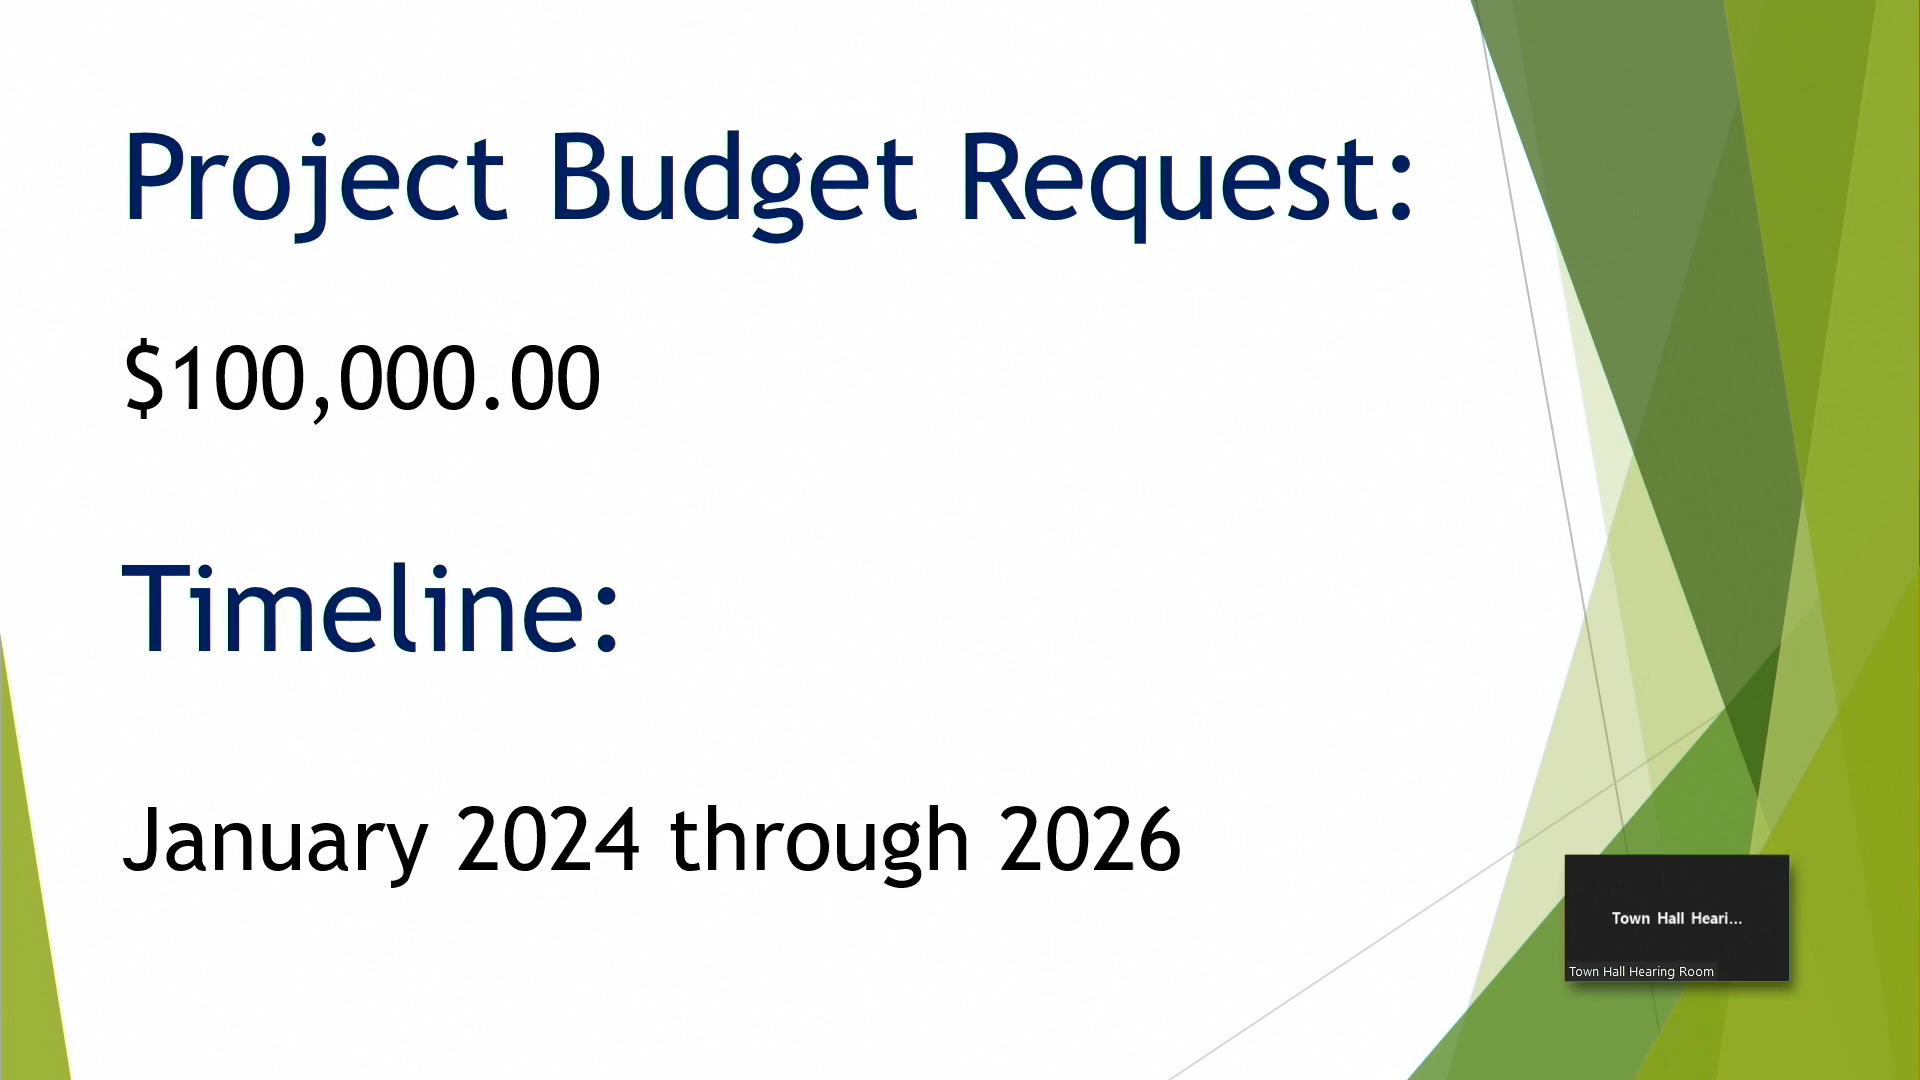 Project Budget Request:
$100,000.00
Timeline:
January 2024 through 2026
Town Hall Heari...
Town Hall Hearing Room